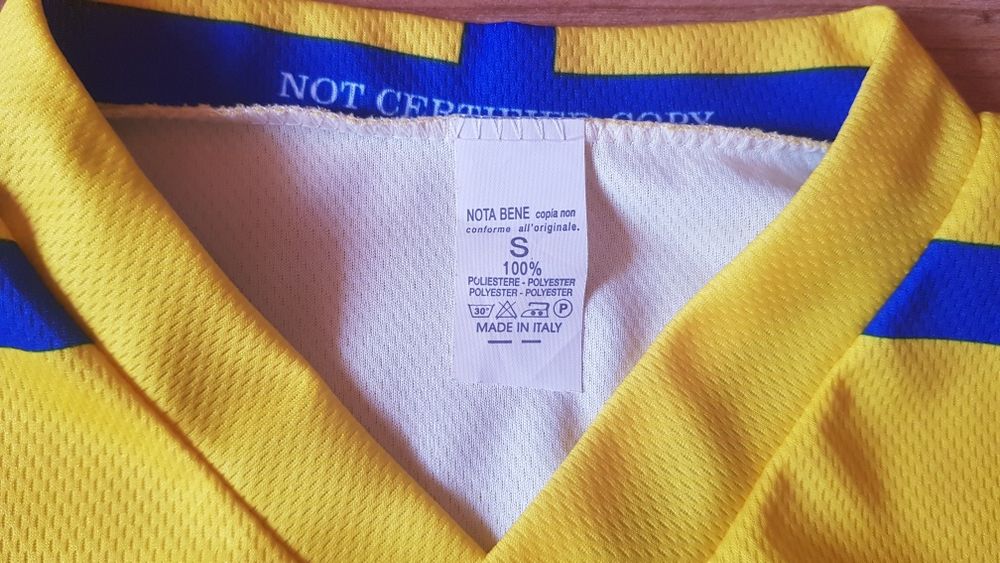 NOT CERTIFIED COPY
NOTA BENE copia non
conforme all'originale.
S
100%
POLIESTERE - POLYESTER
POLYESTER - POLYESTER
30° P
MADE IN ITALY